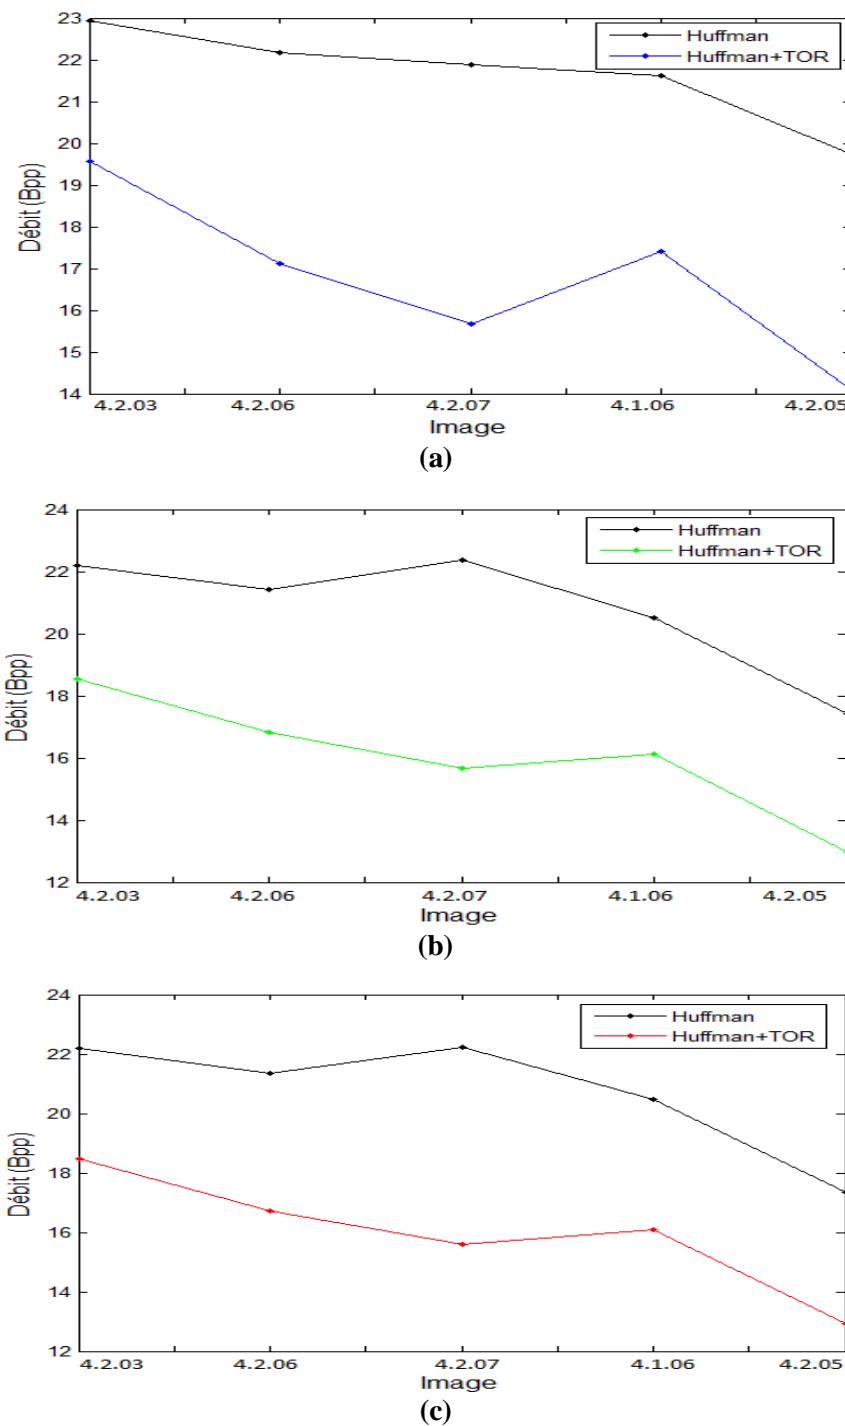 23
22
21
20
19
18
17
16
15
14
Débit (Bpp)
Huffman
Huffman+TOR
4.2.03 4.2.06 4.2.07 4.1.06 4.2.05
Image
(a)
24
22
20
18
16
14
12
Débit (Bpp)
Huffman
Huffman+TOR
4.2.03 4.2.06 4.2.07 4.1.06 4.2.05
Image
(b)
24
22
20
18
16
14
12
Débit (Bpp)
Huffman
Huffman+TOR
4.2.03 4.2.06 4.2.07 4.1.06 4.2.05
Image
(c)